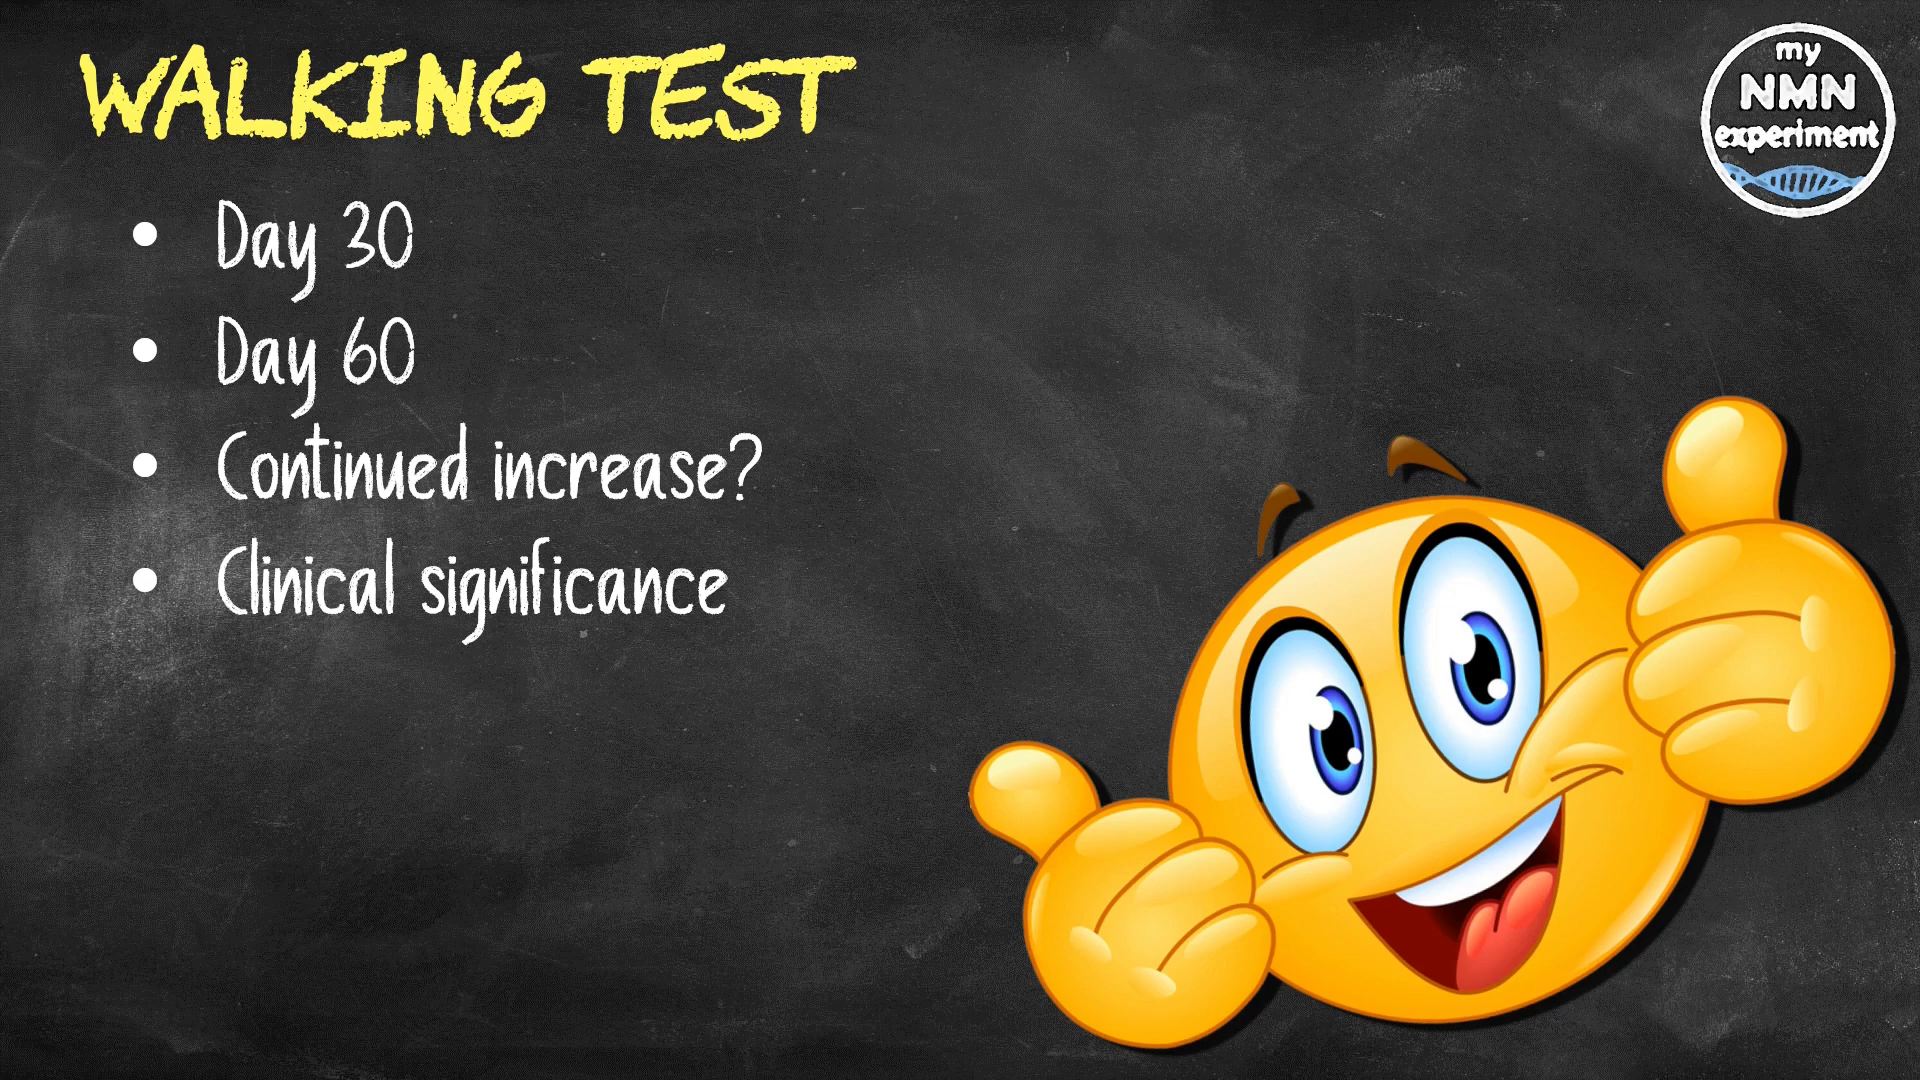 WALKING TEST
my
NMN
experiment
• Day 30
• Day 60
• Continued increase?
• Clinical significance